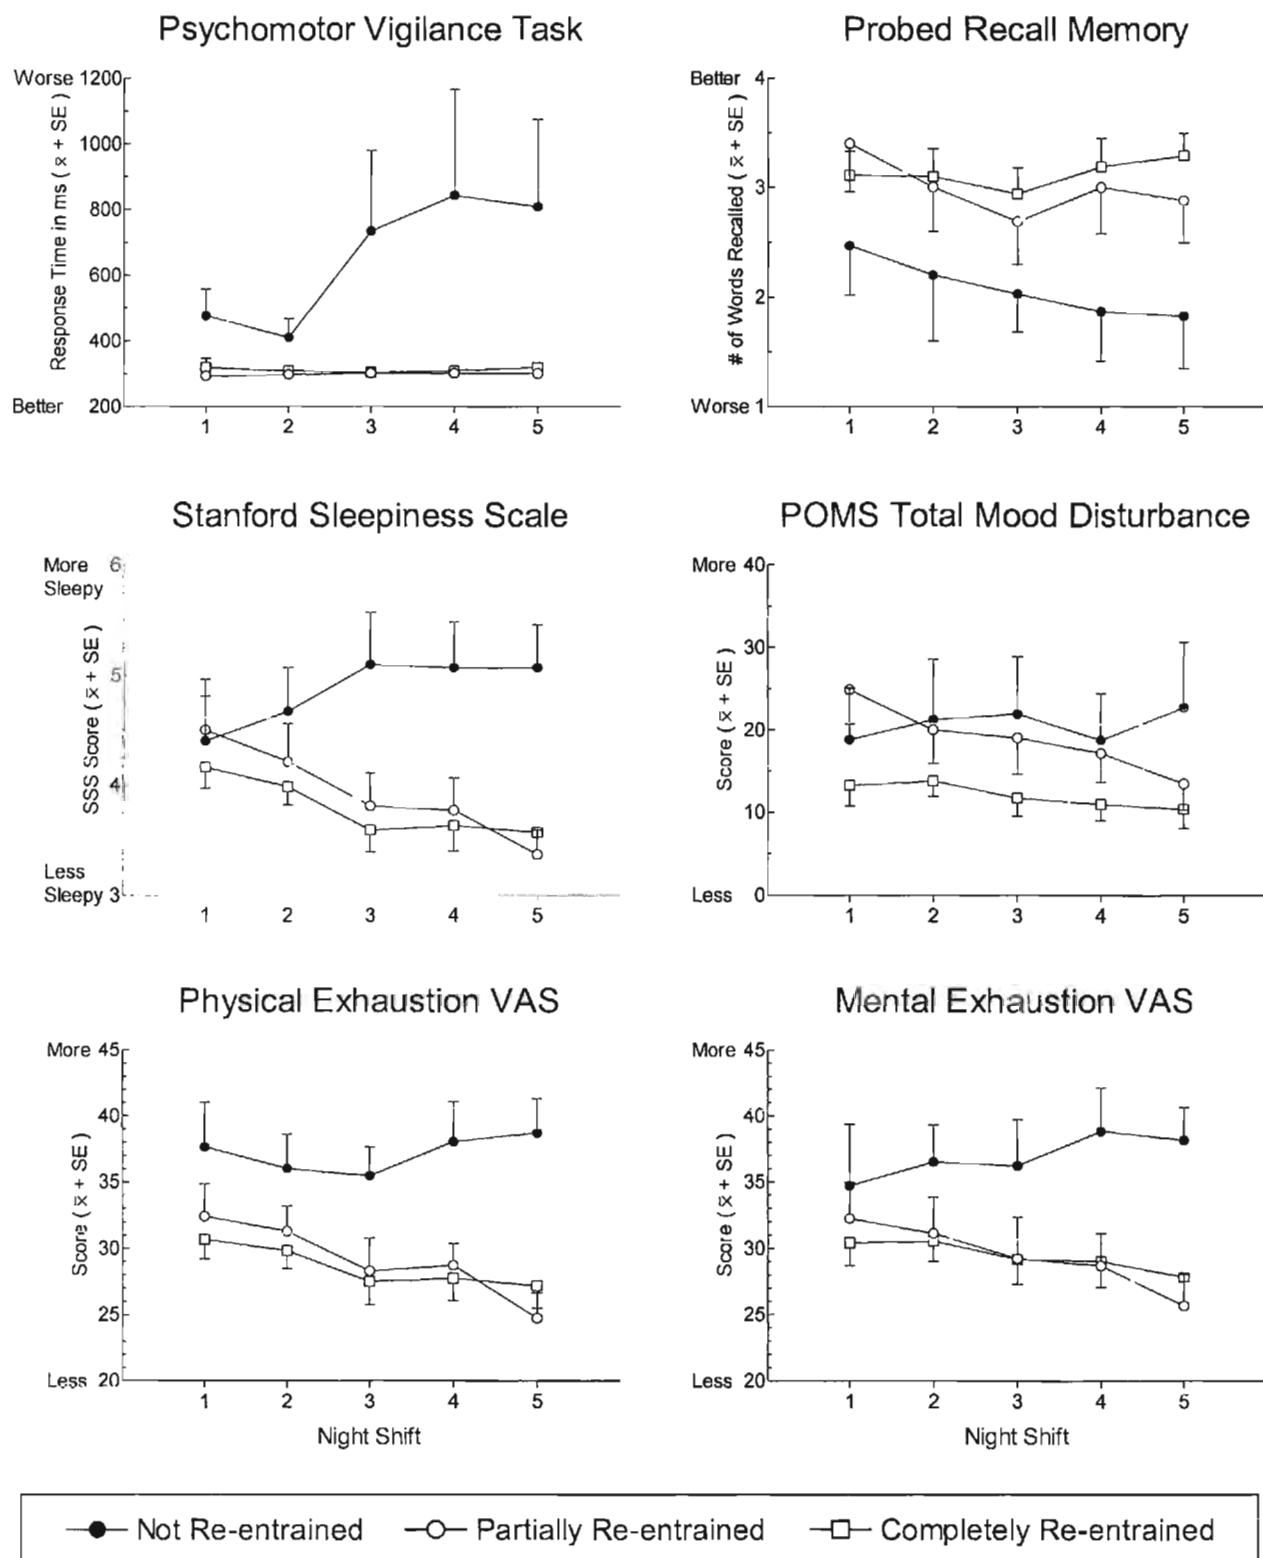 Psychomotor Vigilance Task
Worse 1200
1000
800
600
400
Better 200
Response Time in ms ( x̄ + SE )
1 2 3 4 5
Probed Recall Memory
Better 4
3
2
Worse 1
# of Words Recalled ( x̄ + SE )
1 2 3 4 5
Stanford Sleepiness Scale
More 6
Sleepy
5
4
Less
Sleepy 3
SSS Score ( x̄ + SE )
1 2 3 4 5
POMS Total Mood Disturbance
More 40
30
20
10
Less 0
Score ( x̄ + SE )
1 2 3 4 5
Physical Exhaustion VAS
More 45
40
35
30
25
Less 20
Score ( x̄ + SE )
1 2 3 4 5
Night Shift
Mental Exhaustion VAS
More 45
40
35
30
25
Less 20
Score ( x̄ + SE )
1 2 3 4 5
Night Shift
Not Re-entrained Partially Re-entrained Completely Re-entrained